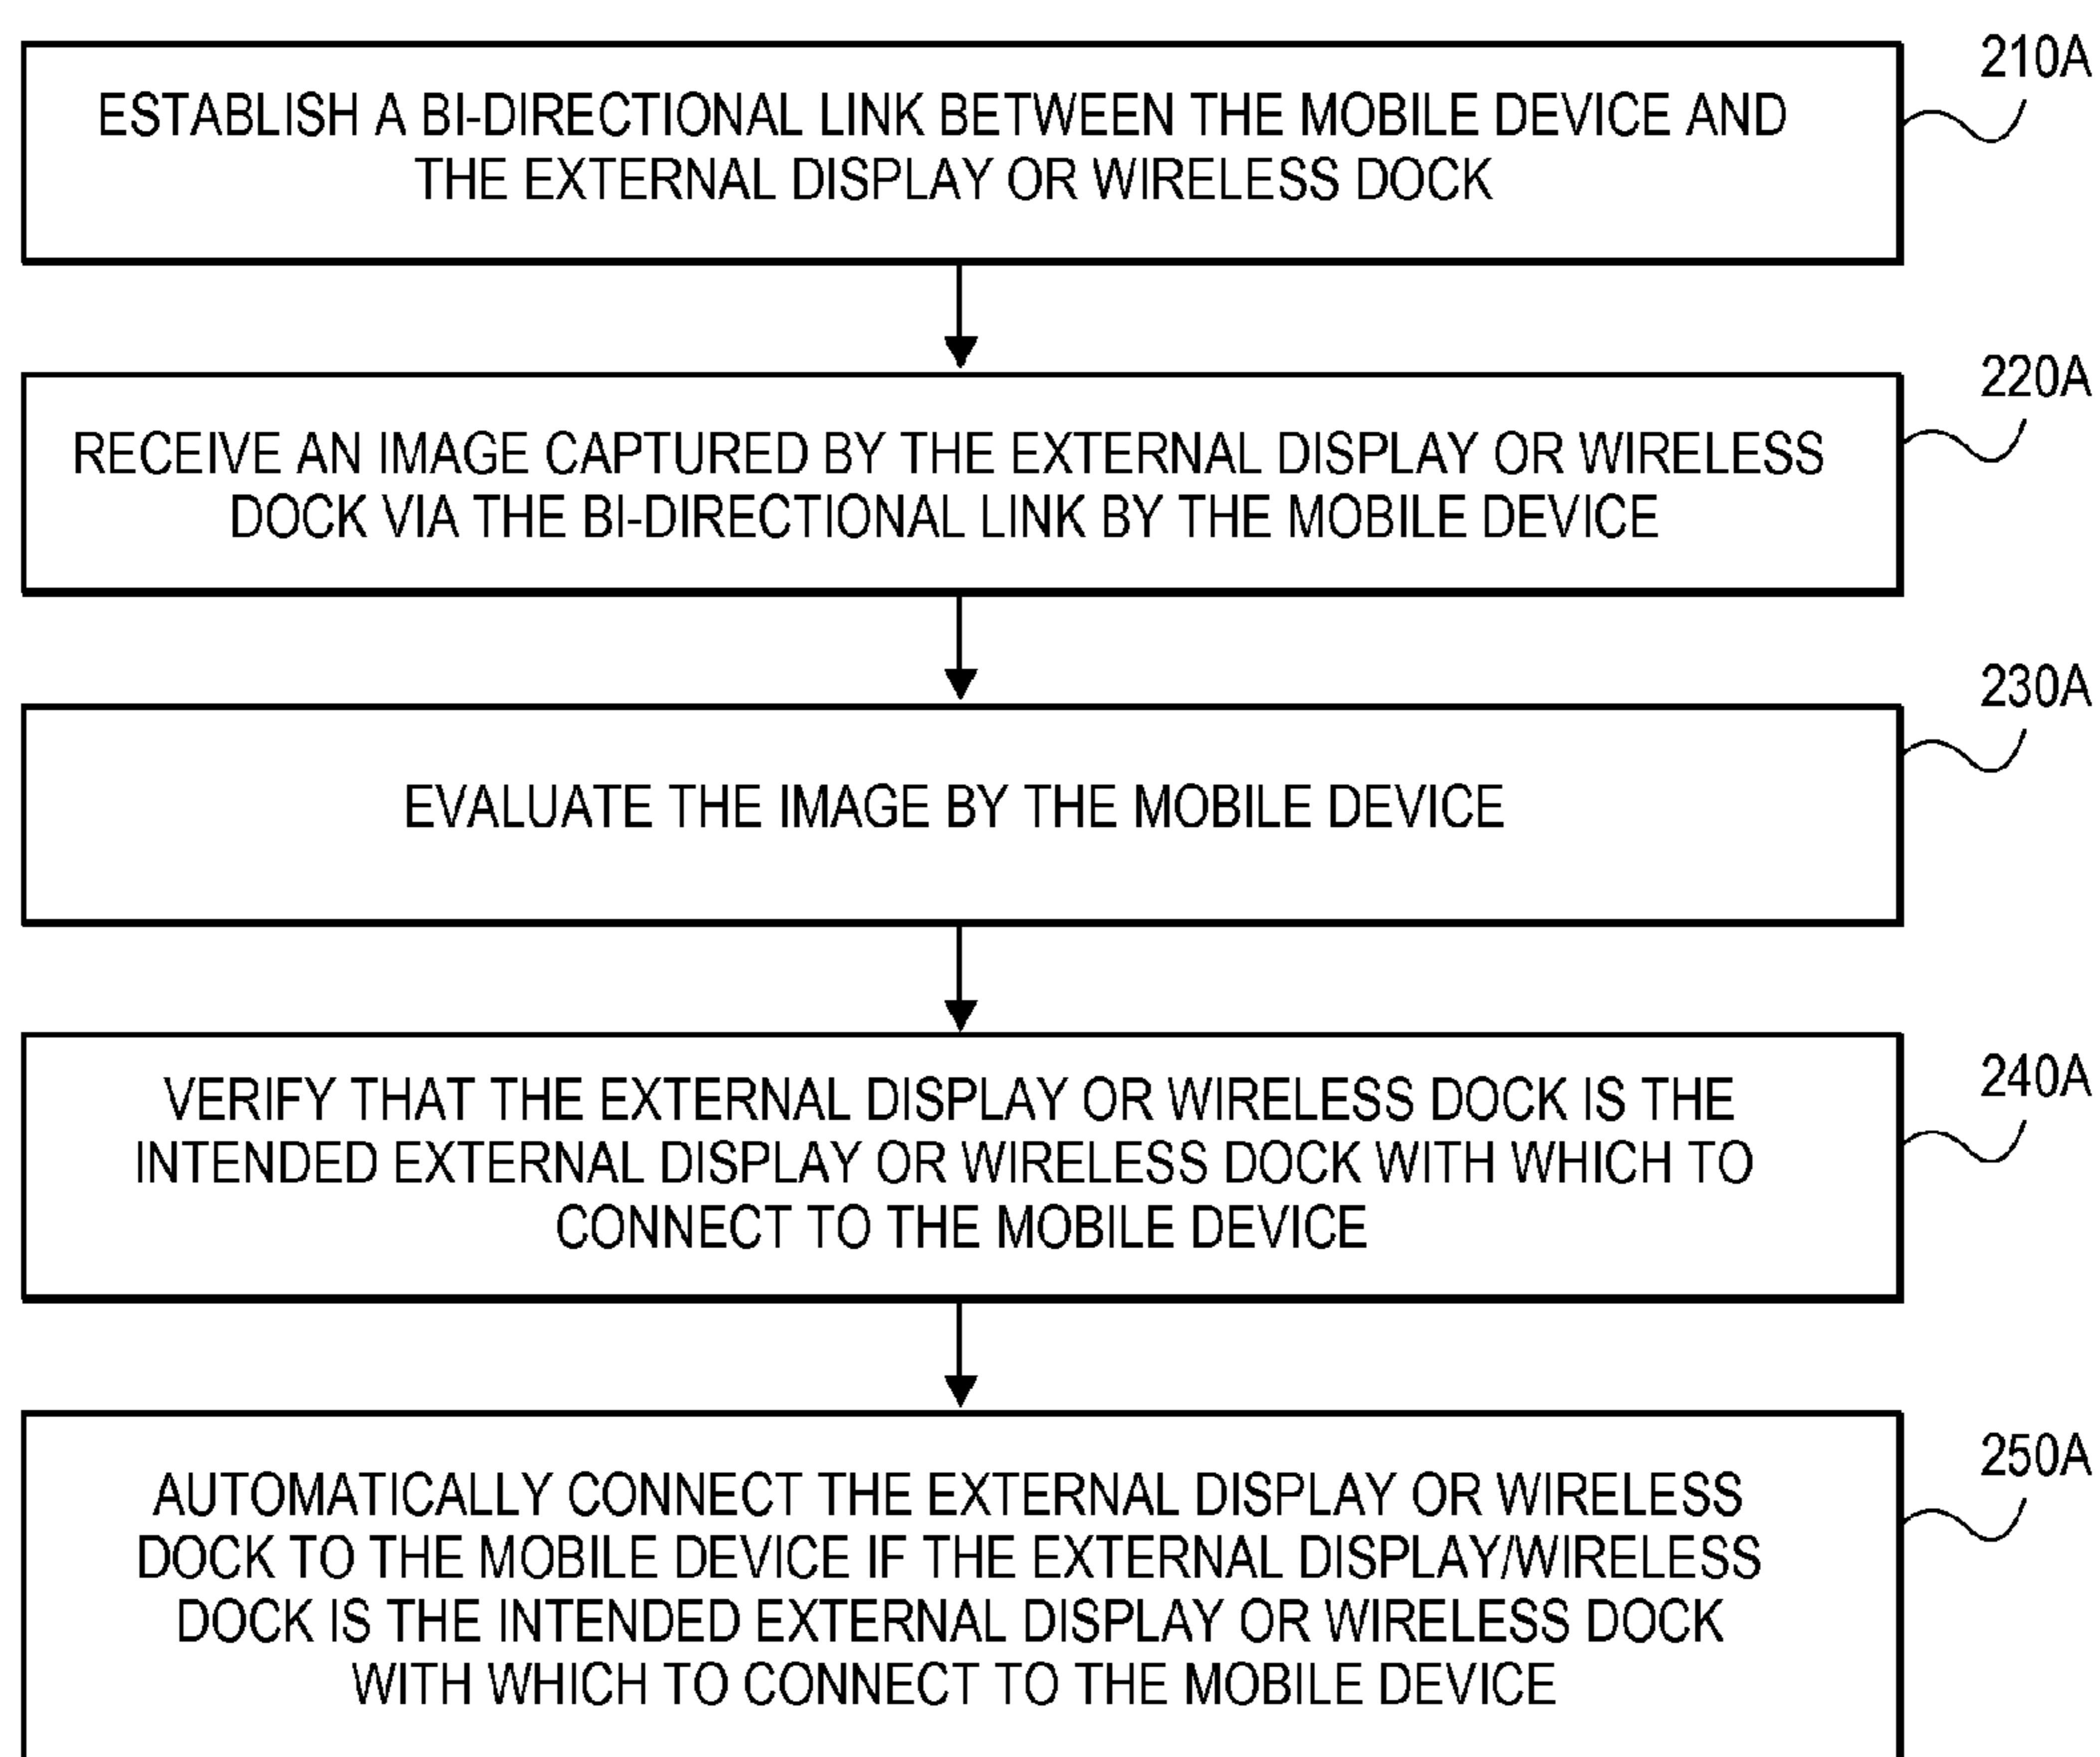 210A
ESTABLISH A BI-DIRECTIONAL LINK BETWEEN THE MOBILE DEVICE AND
THE EXTERNAL DISPLAY OR WIRELESS DOCK
220A
RECEIVE AN IMAGE CAPTURED BY THE EXTERNAL DISPLAY OR WIRELESS
DOCK VIA THE BI-DIRECTIONAL LINK BY THE MOBILE DEVICE
230A
EVALUATE THE IMAGE BY THE MOBILE DEVICE
240A
VERIFY THAT THE EXTERNAL DISPLAY OR WIRELESS DOCK IS THE
INTENDED EXTERNAL DISPLAY OR WIRELESS DOCK WITH WHICH TO
CONNECT TO THE MOBILE DEVICE
250A
AUTOMATICALLY CONNECT THE EXTERNAL DISPLAY OR WIRELESS
DOCK TO THE MOBILE DEVICE IF THE EXTERNAL DISPLAY/WIRELESS
DOCK IS THE INTENDED EXTERNAL DISPLAY OR WIRELESS DOCK
WITH WHICH TO CONNECT TO THE MOBILE DEVICE